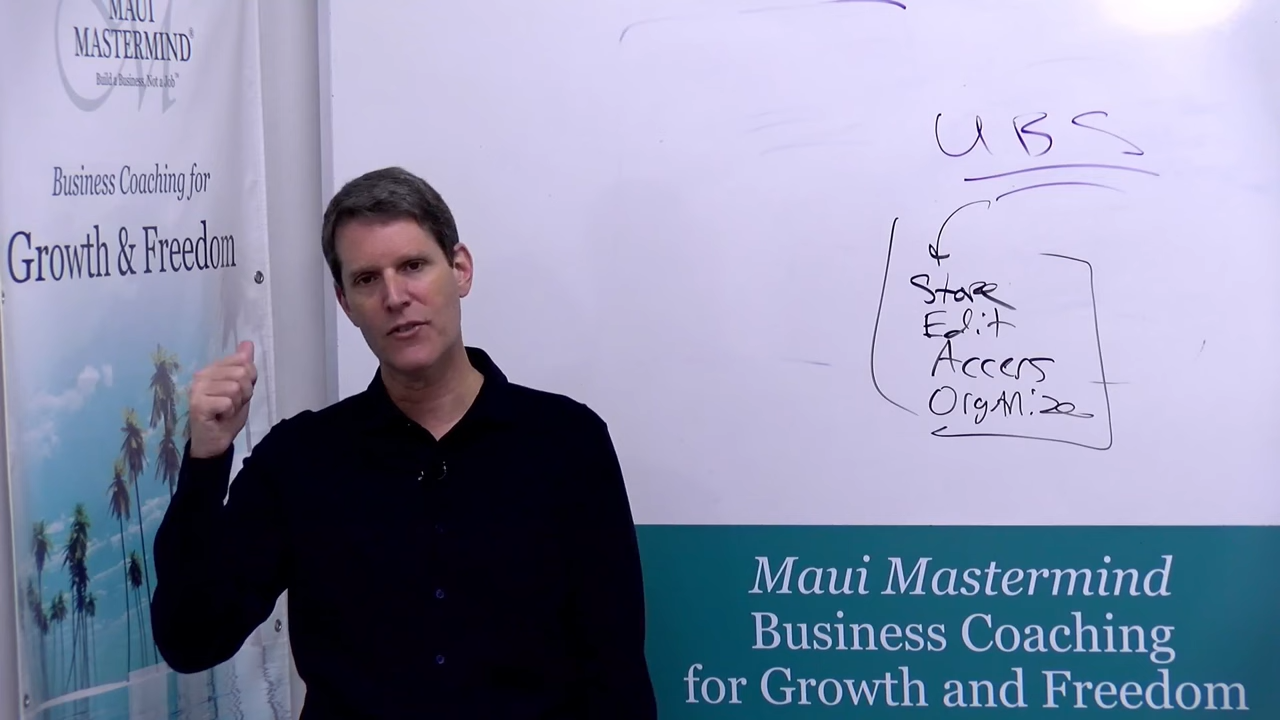 MAUI
MASTERMIND®
Build a Business, Not a Job™
Business Coaching for
Growth & Freedom
UBS
Store
Edit
Access
Organize
Maui Mastermind
Business Coaching
for Growth and Freedom